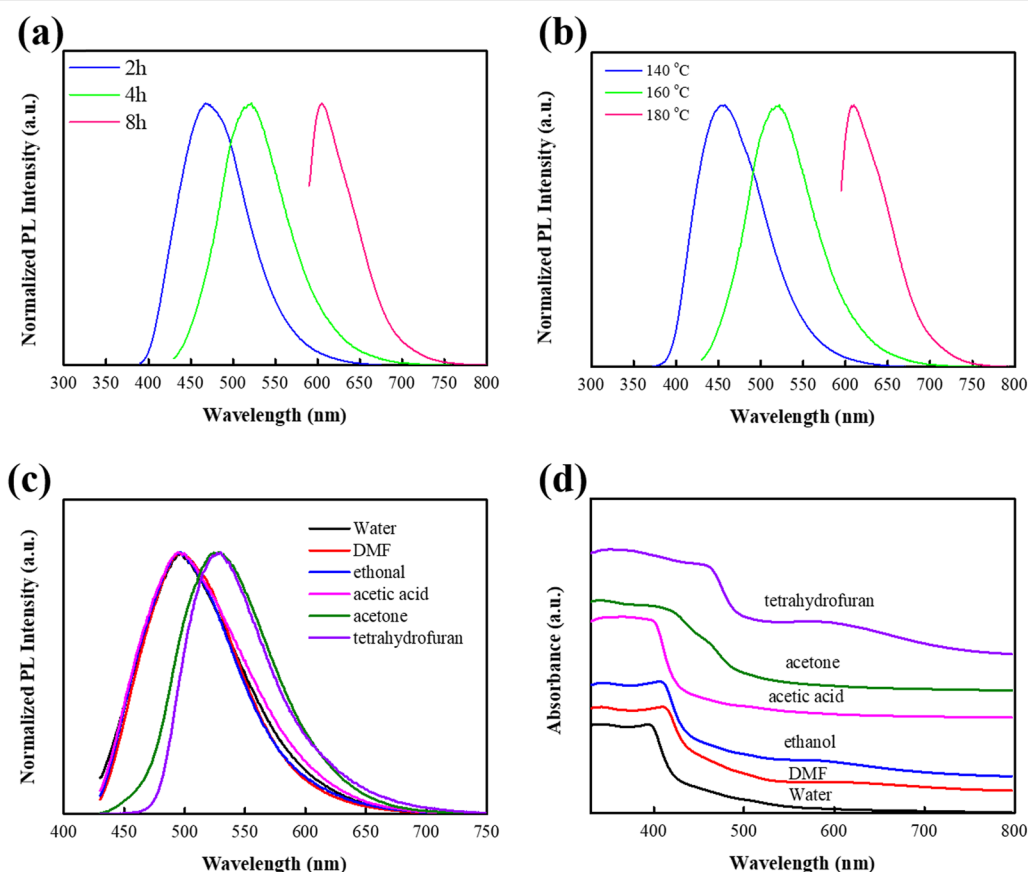 (a)
Normalized PL Intensity (a.u.)
2h
4h
8h
300 350 400 450 500 550 600 650 700 750 800
Wavelength (nm)
(b)
Normalized PL Intensity (a.u.)
140 °C
160 °C
180 °C
300 350 400 450 500 550 600 650 700 750 800
Wavelength (nm)
(c)
Normalized PL Intensity (a.u.)
Water
DMF
ethonal
acetic acid
acetone
tetrahydrofuran
400 450 500 550 600 650 700 750
Wavelength (nm)
(d)
Absorbance (a.u.)
tetrahydrofuran
acetone
acetic acid
ethanol
DMF
Water
400 500 600 700 800
Wavelength (nm)